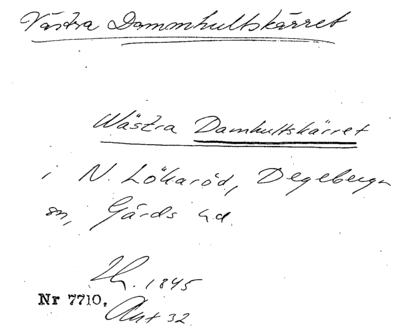 Västra Dammhultskärret
Wästra Damhultskärret
i N. Lökaröd, Degeberga
sn, Gärds hd.
1845
Nr 7710.
Akt 32